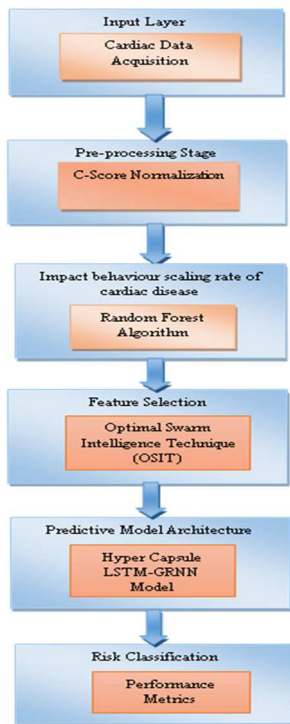 Input Layer
Cardiac Data
Acquisition
Pre-processing Stage
C-Score Normalization
Impact behaviour scaling rate of
cardiac disease
Random Forest
Algorithm
Feature Selection
Optimal Swarm
Intelligence Technique
(OSIT)
Predictive Model Architecture
Hyper Capsule
LSTM-GRNN
Model
Risk Classification
Performance
Metrics